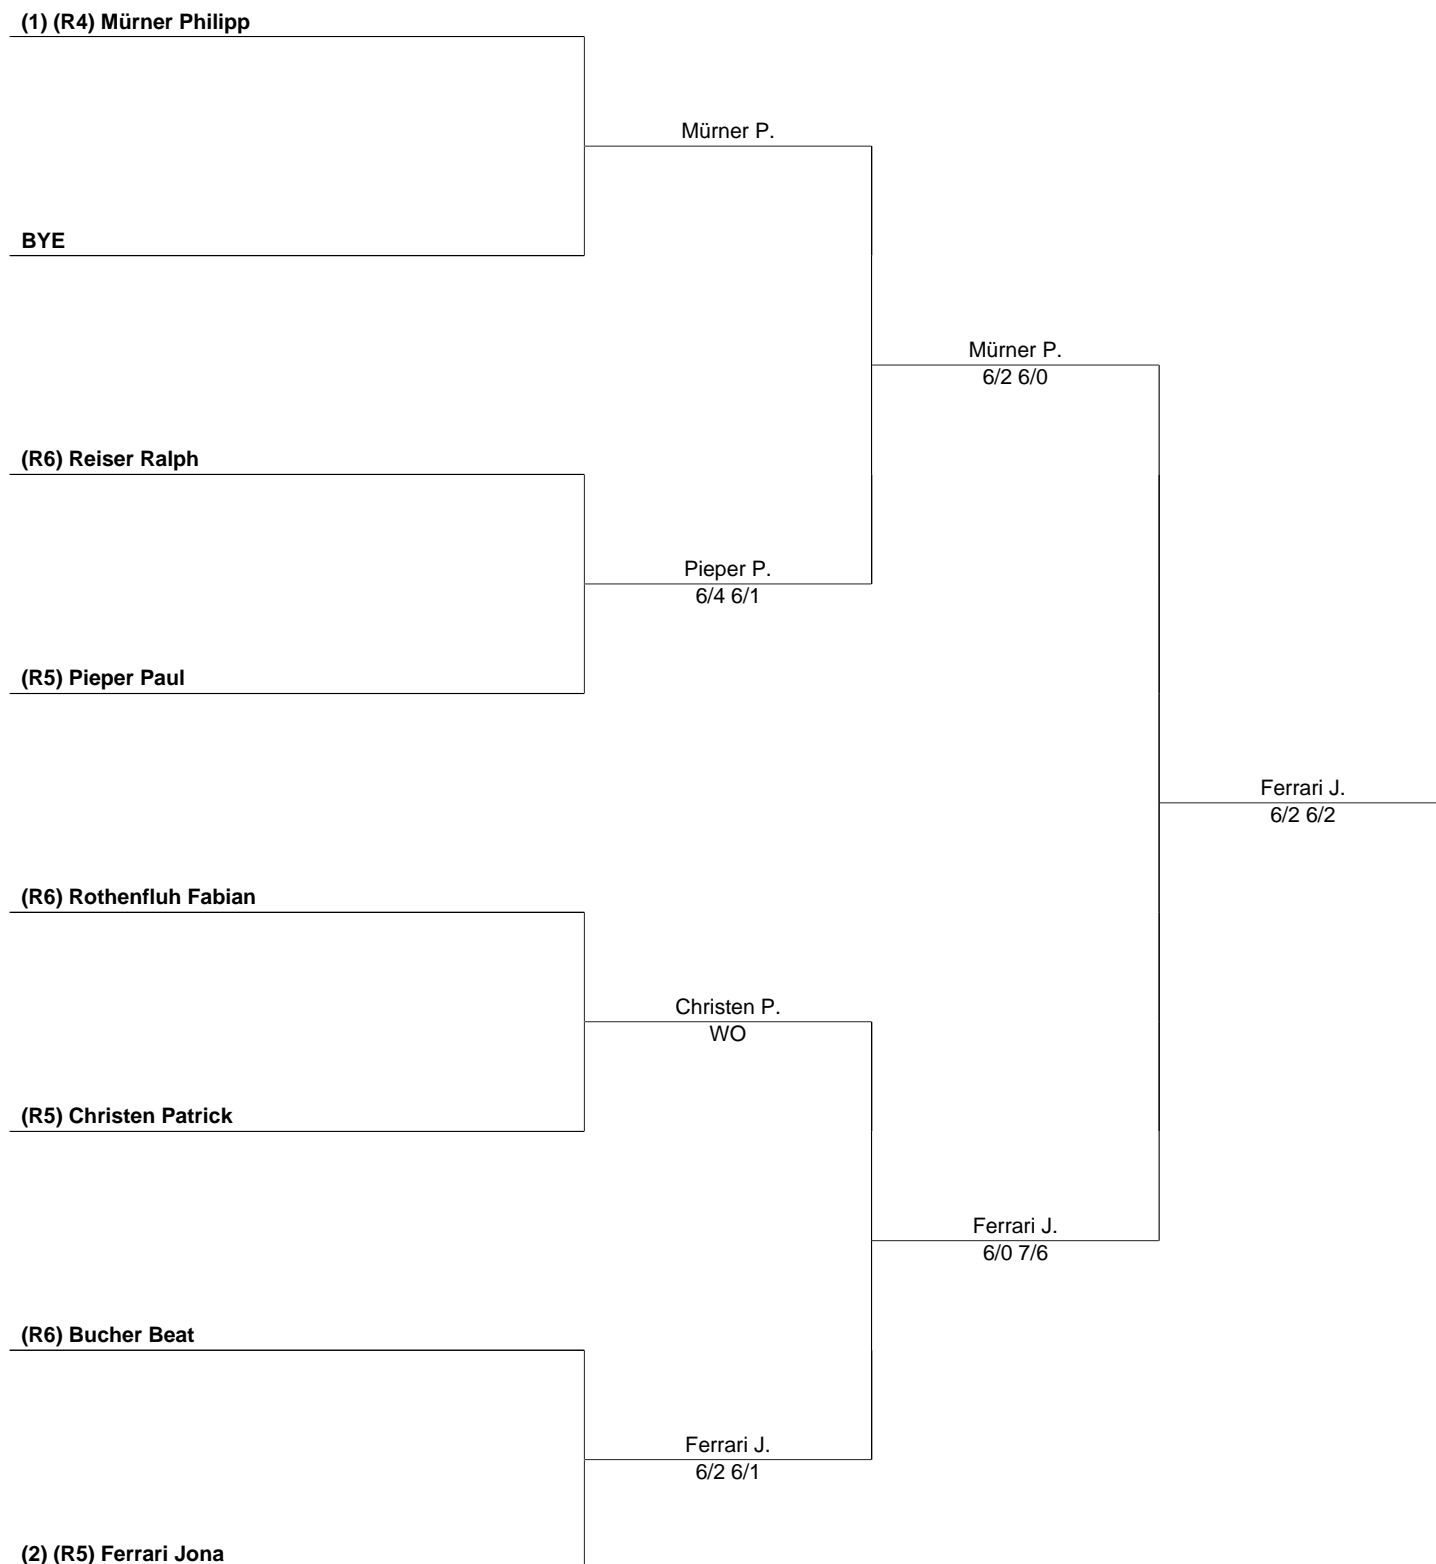 (1) (R4) Mürner Philipp
Mürner P.
BYE
Mürner P.
6/2 6/0
(R6) Reiser Ralph
Pieper P.
6/4 6/1
(R5) Pieper Paul
Ferrari J.
6/2 6/2
(R6) Rothenfluh Fabian
Christen P.
WO
(R5) Christen Patrick
Ferrari J.
6/0 7/6
(R6) Bucher Beat
Ferrari J.
6/2 6/1
(2) (R5) Ferrari Jona